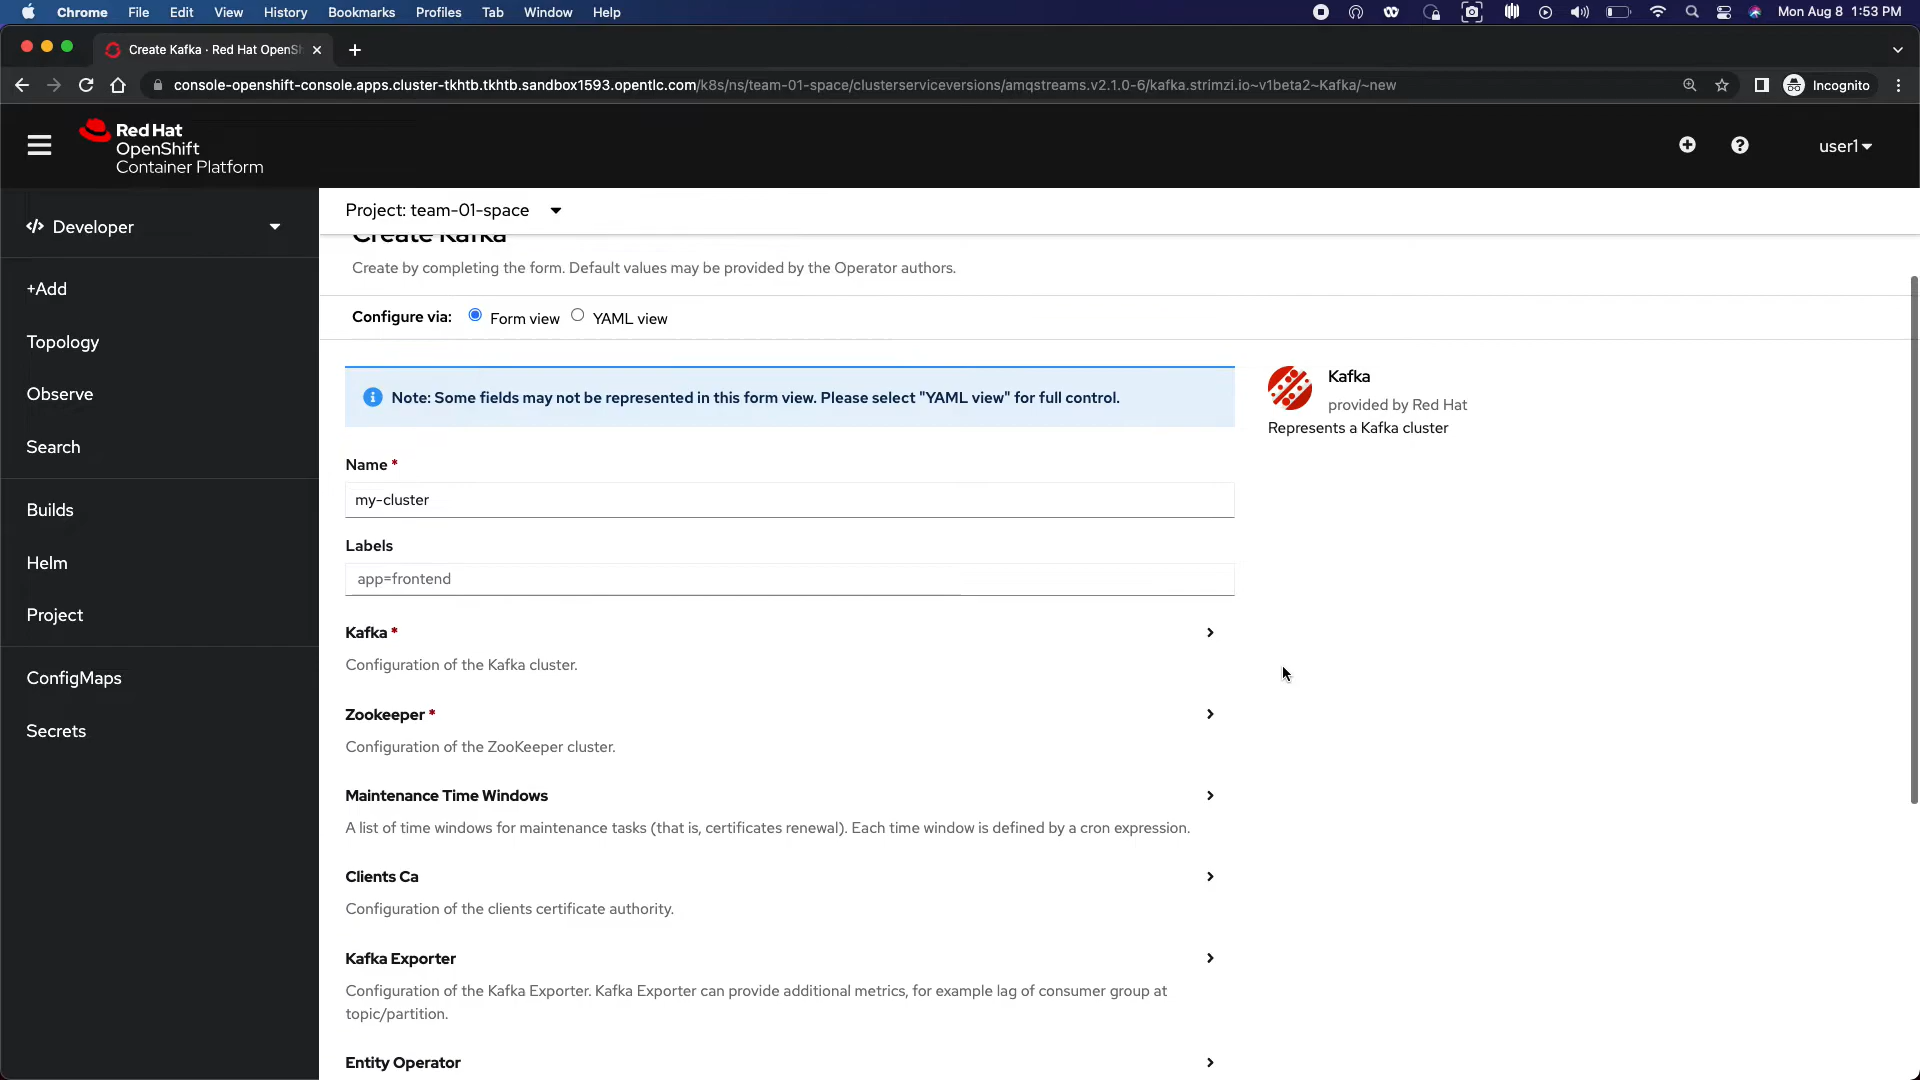 Chrome File Edit View History Bookmarks Profiles Tab Window Help Mon Aug 8 1:53 PM
Create Kafka · Red Hat OpenSh
console-openshift-console.apps.cluster-tkhtb.tkhtb.sandbox1593.opentlc.com/k8s/ns/team-01-space/clusterserviceversions/amqstreams.v2.1.0-6/kafka.strimzi.io~v1beta2~Kafka/~new Incognito
Red Hat
OpenShift
Container Platform
user1
Developer
+Add
Topology
Observe
Search
Builds
Helm
Project
ConfigMaps
Secrets
Project: team-01-space
Create Kafka
Create by completing the form. Default values may be provided by the Operator authors.
Configure via: Form view YAML view
Note: Some fields may not be represented in this form view. Please select "YAML view" for full control.
Kafka
provided by Red Hat
Represents a Kafka cluster
Name *
my-cluster
Labels
app=frontend
Kafka *
Configuration of the Kafka cluster.
Zookeeper *
Configuration of the ZooKeeper cluster.
Maintenance Time Windows
A list of time windows for maintenance tasks (that is, certificates renewal). Each time window is defined by a cron expression.
Clients Ca
Configuration of the clients certificate authority.
Kafka Exporter
Configuration of the Kafka Exporter. Kafka Exporter can provide additional metrics, for example lag of consumer group at
topic/partition.
Entity Operator